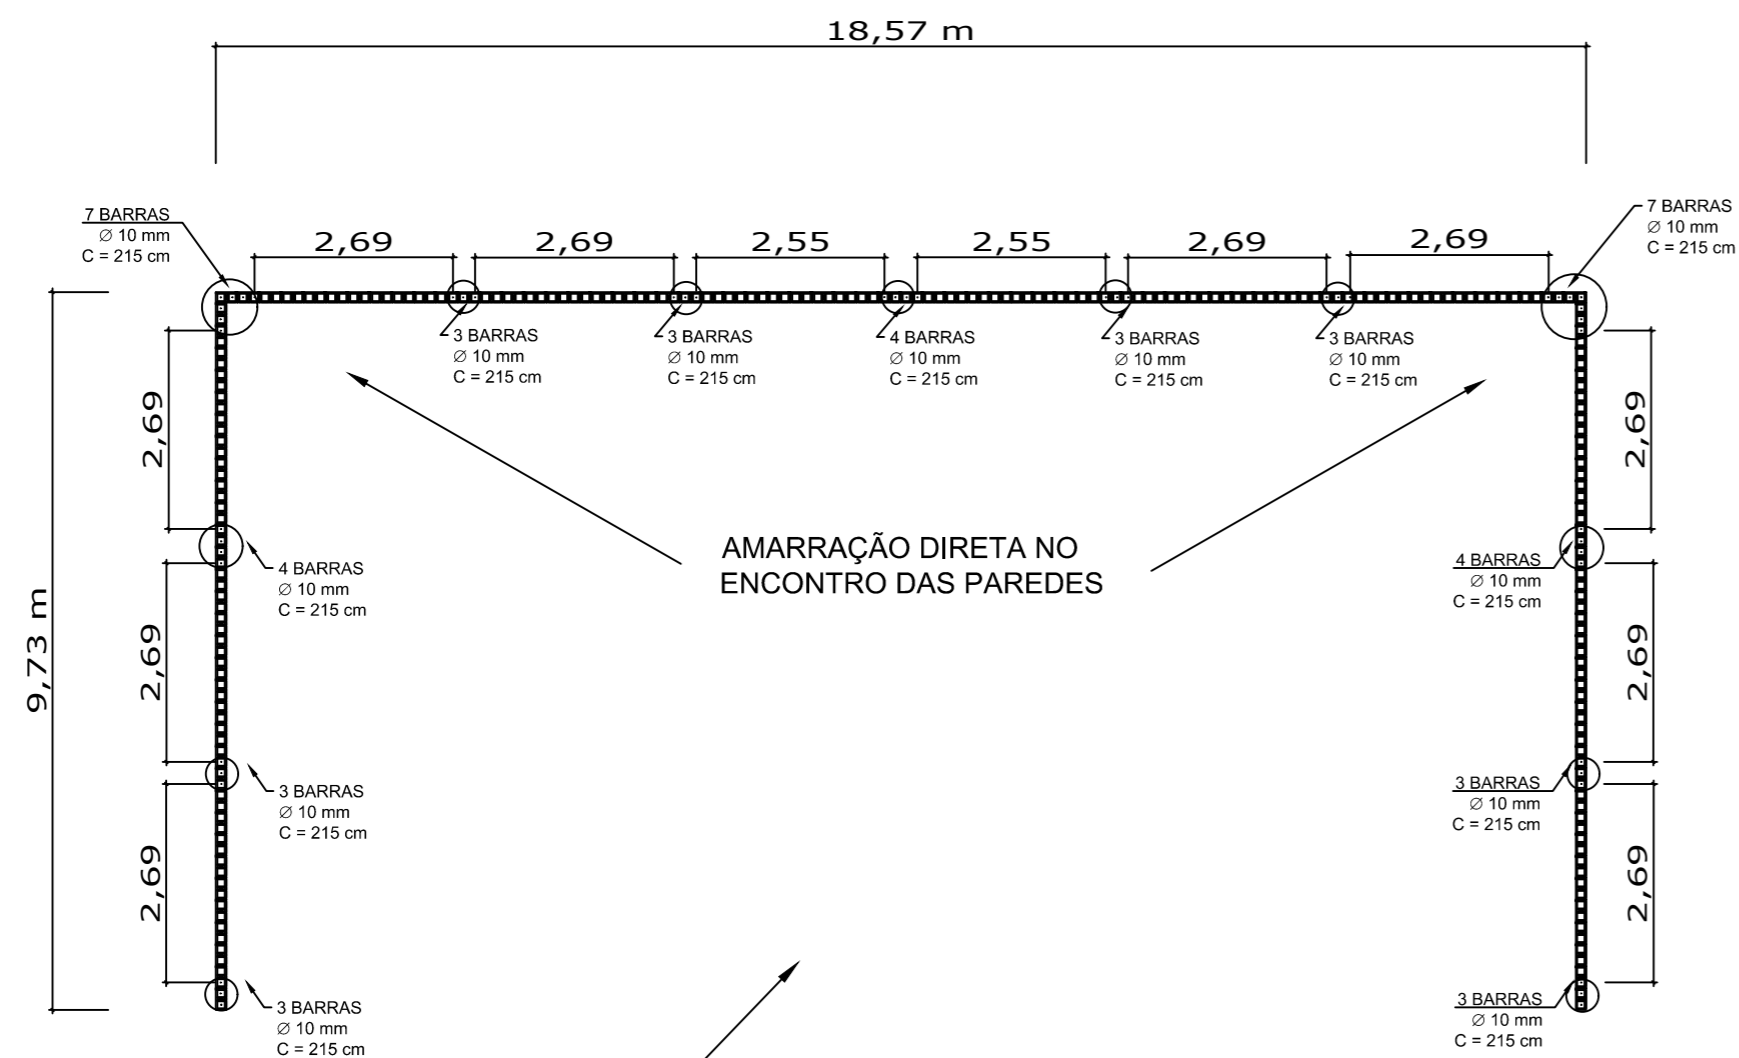 18,57 m
7 BARRAS
Ø 10 mm
C = 215 cm
7 BARRAS
Ø 10 mm
C = 215 cm
2,69
2,69
2,55
2,55
2,69
2,69
3 BARRAS
Ø 10 mm
C = 215 cm
3 BARRAS
Ø 10 mm
C = 215 cm
4 BARRAS
Ø 10 mm
C = 215 cm
3 BARRAS
Ø 10 mm
C = 215 cm
3 BARRAS
Ø 10 mm
C = 215 cm
2,69
2,69
AMARRAÇÃO DIRETA NO
ENCONTRO DAS PAREDES
4 BARRAS
Ø 10 mm
C = 215 cm
4 BARRAS
Ø 10 mm
C = 215 cm
9,73 m
2,69
2,69
3 BARRAS
Ø 10 mm
C = 215 cm
3 BARRAS
Ø 10 mm
C = 215 cm
2,69
2,69
3 BARRAS
Ø 10 mm
C = 215 cm
3 BARRAS
Ø 10 mm
C = 215 cm